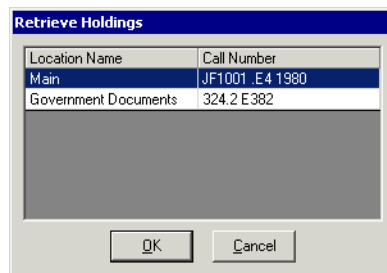 Retrieve Holdings
Location Name Call Number
Main JF1001 .E4 1980
Government Documents 324.2 E382
OK Cancel